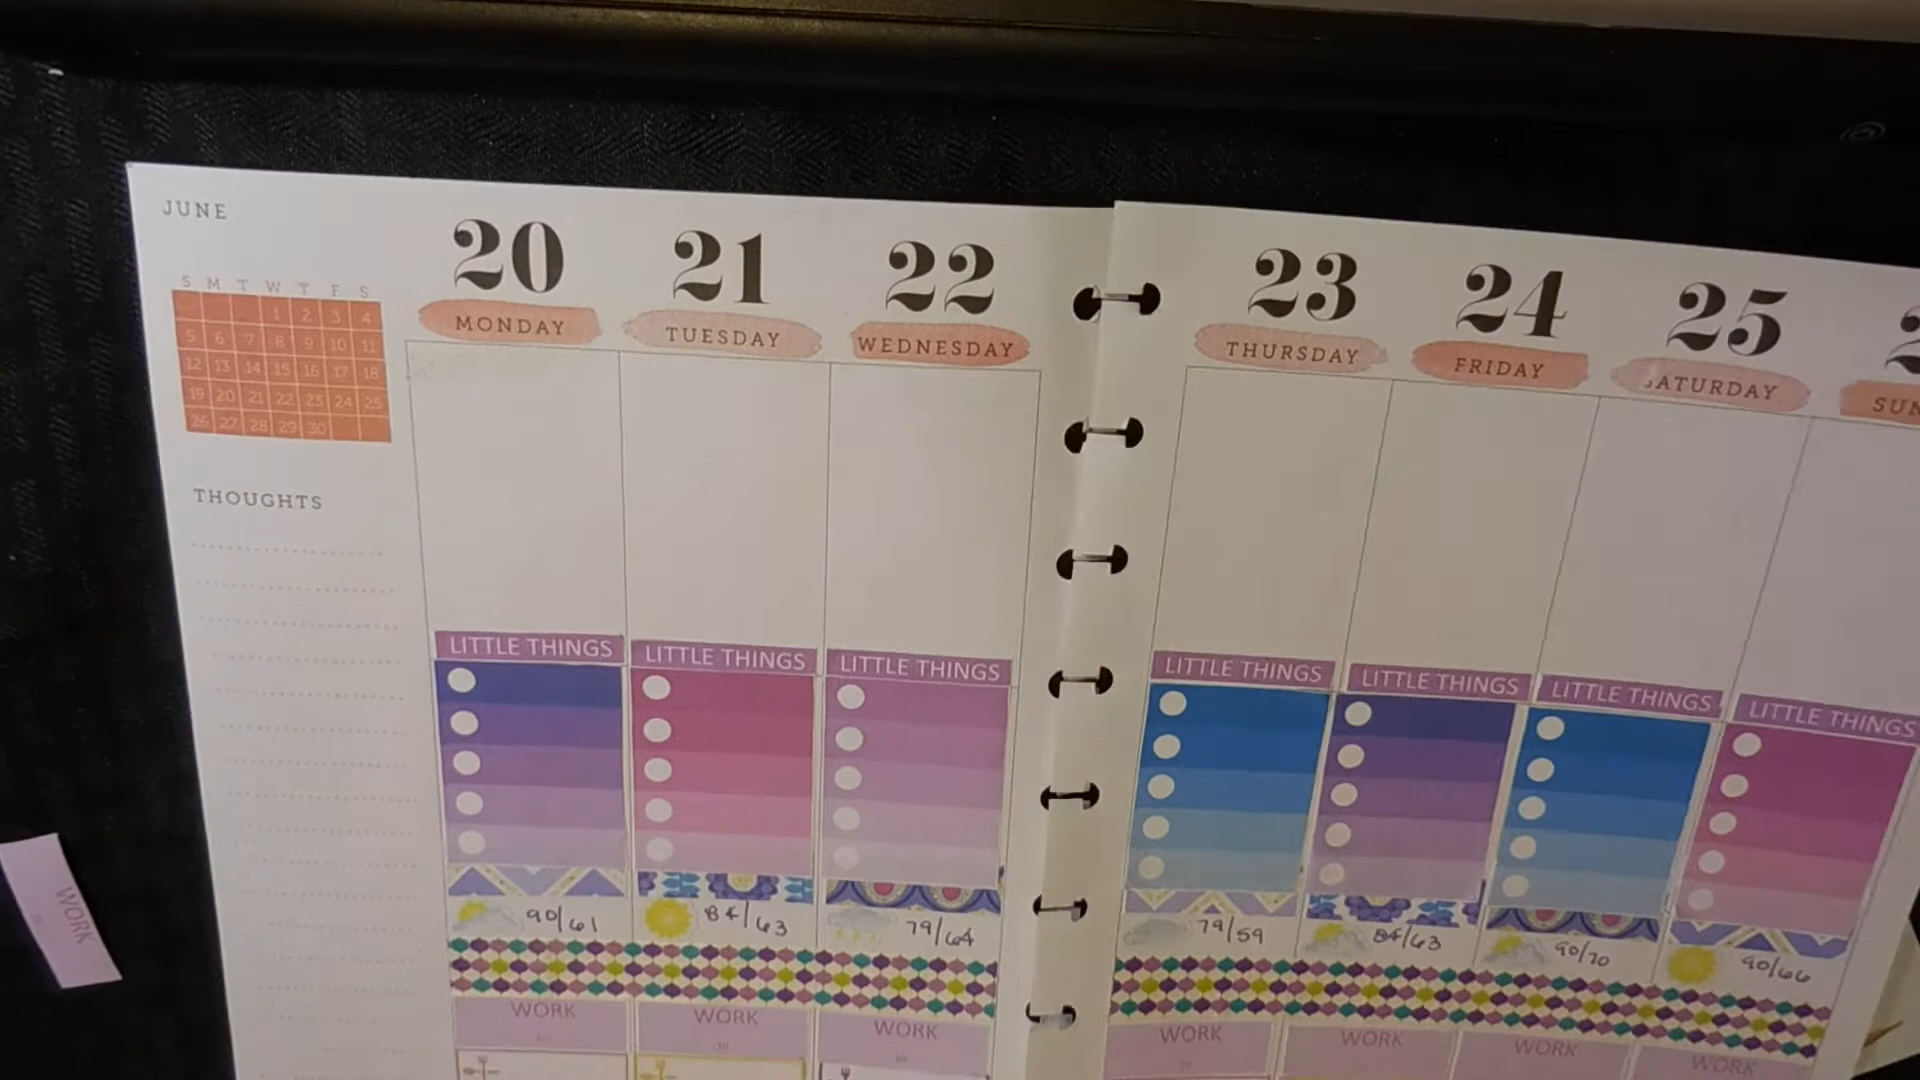 JUNE
20 21 22 23 24 25
MONDAY TUESDAY WEDNESDAY THURSDAY FRIDAY SATURDAY
S M T W T F S
1 2 3 4
5 6 7 8 9 10 11
12 13 14 15 16 17 18
19 20 21 22 23 24 25
26 27 28 29 30
THOUGHTS
LITTLE THINGS LITTLE THINGS LITTLE THINGS LITTLE THINGS LITTLE THINGS LITTLE THINGS LITTLE THINGS
90/61 84/63 79/64 79/59 84/63 90/70 90/66
WORK WORK WORK WORK WORK WORK WORK
WORK